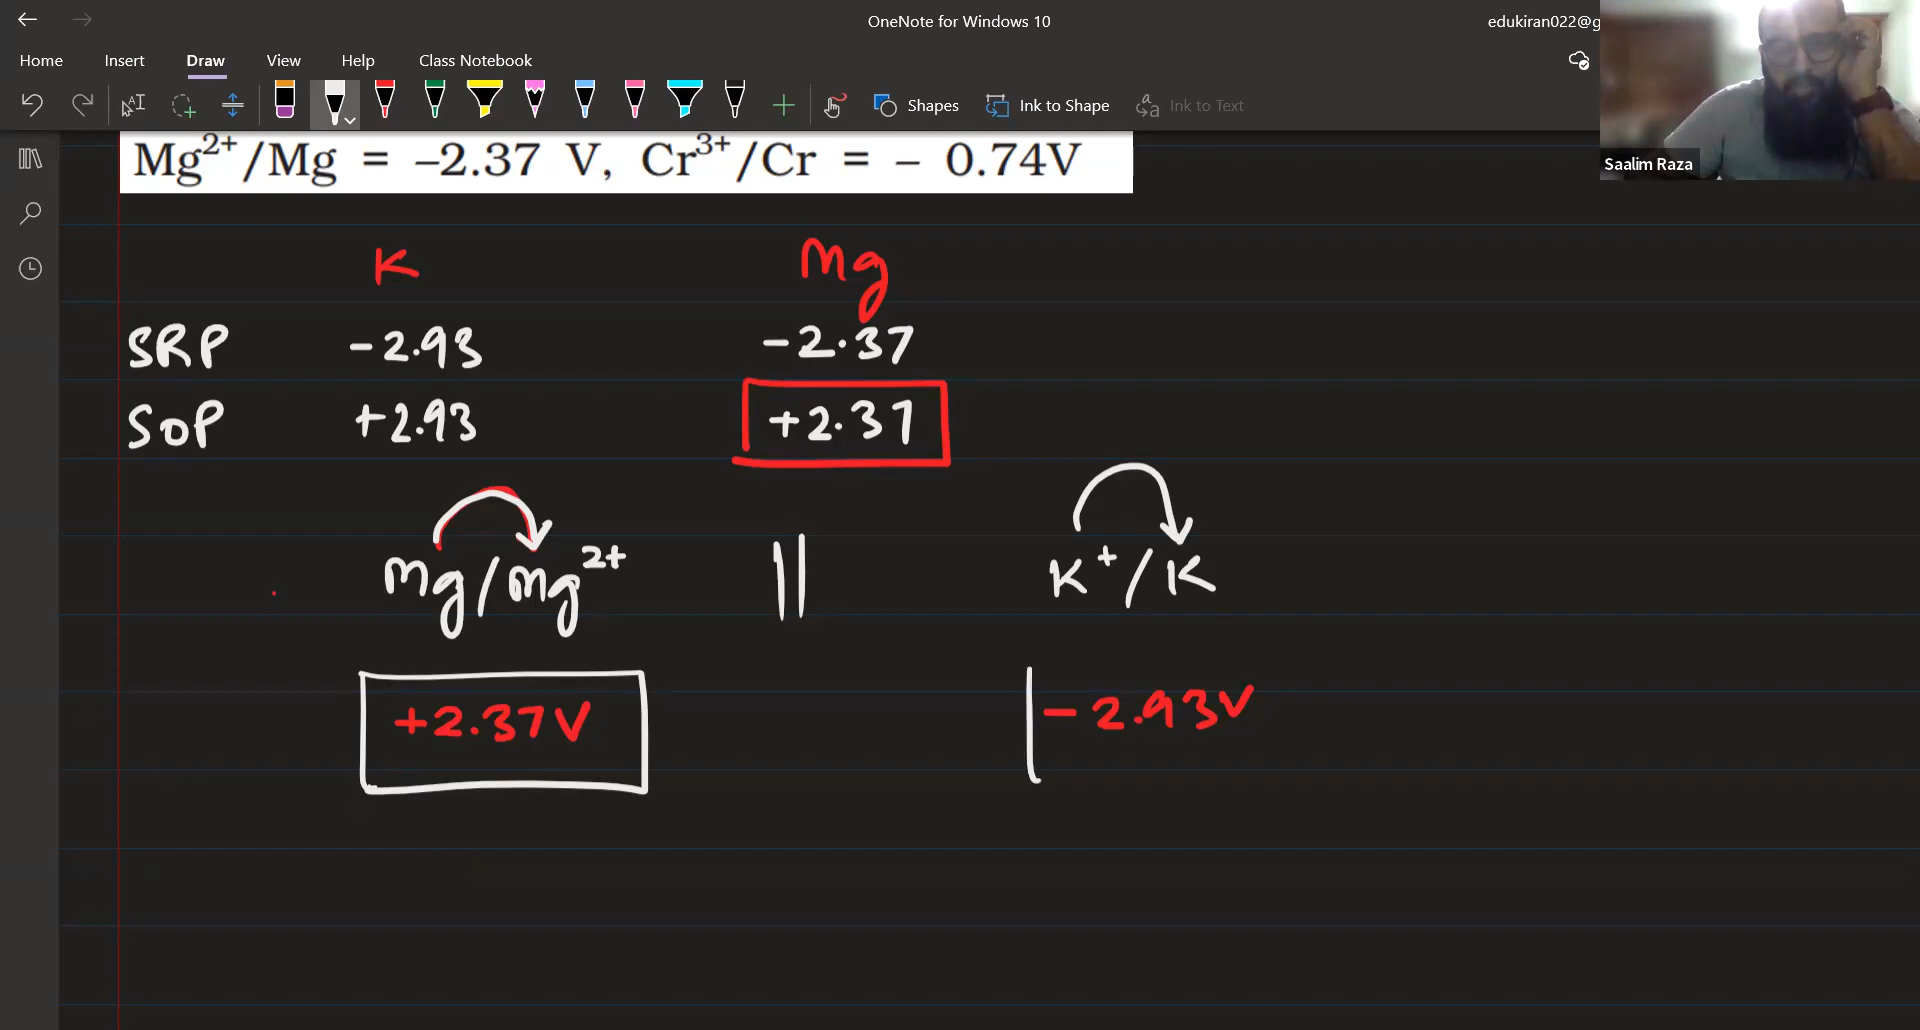 OneNote for Windows 10
edukiran022@g
Home Insert Draw View Help Class Notebook
Shapes Ink to Shape Ink to Text
Saalim Raza
Mg²⁺/Mg = –2.37 V, Cr³⁺/Cr = – 0.74V
K Mg
SRP -2.93 -2.37
SOP +2.93 +2.37
Mg/Mg²⁺ || K⁺/K
+2.37V -2.93V